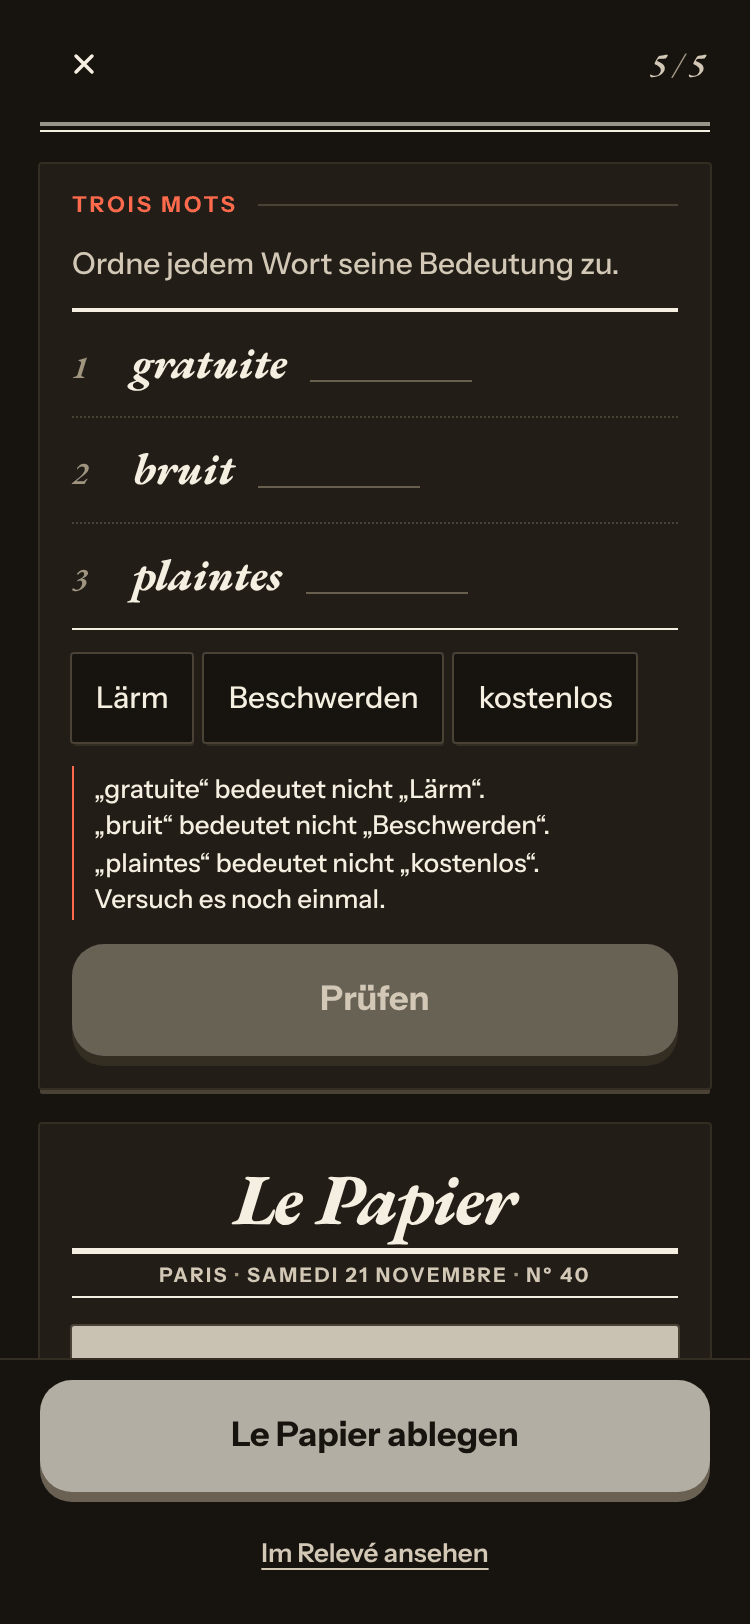 ×
5/5
TROIS MOTS
Ordne jedem Wort seine Bedeutung zu.
1 gratuite
2 bruit
3 plaintes
Lärm Beschwerden kostenlos
„gratuite“ bedeutet nicht „Lärm“.
„bruit“ bedeutet nicht „Beschwerden“.
„plaintes“ bedeutet nicht „kostenlos“.
Versuch es noch einmal.
Prüfen
Le Papier
PARIS · SAMEDI 21 NOVEMBRE · N° 40
Le Papier ablegen
Im Relevé ansehen